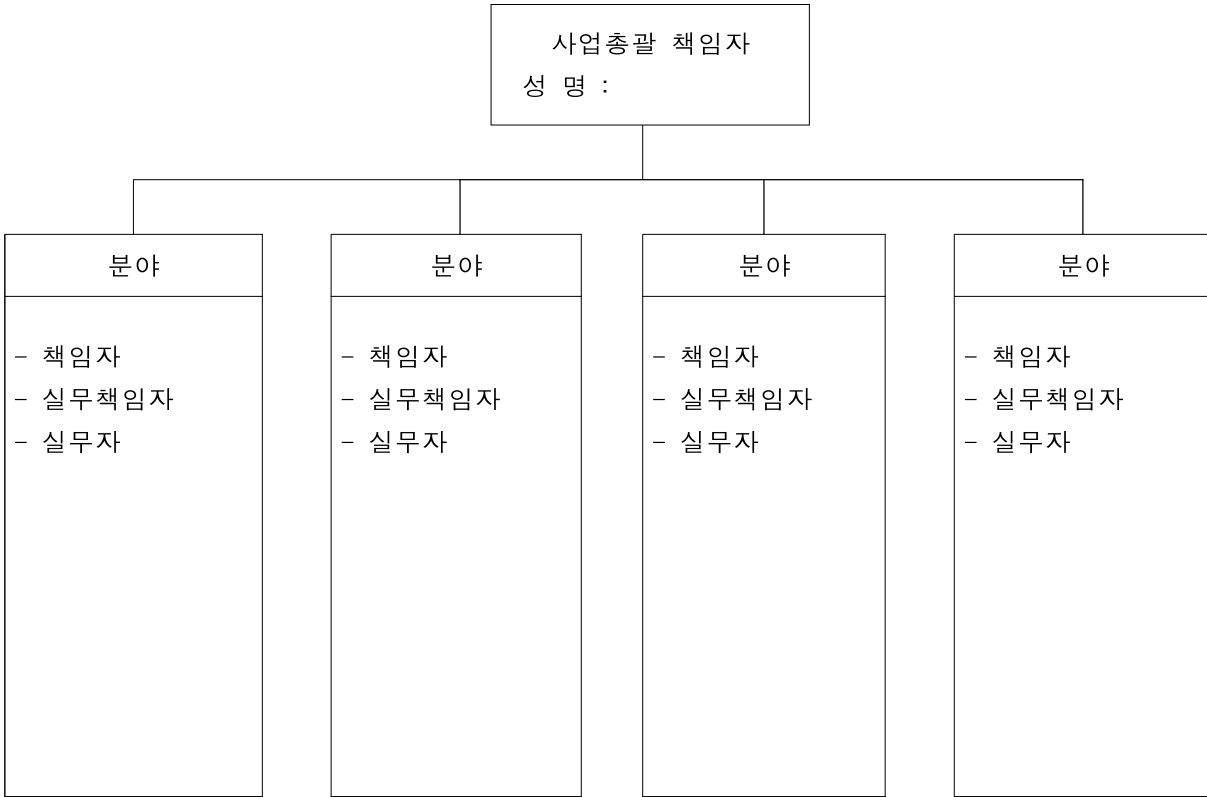 사업총괄 책임자
성 명 :
분야
- 책임자
- 실무책임자
- 실무자
분야
- 책임자
- 실무책임자
- 실무자
분야
- 책임자
- 실무책임자
- 실무자
분야
- 책임자
- 실무책임자
- 실무자